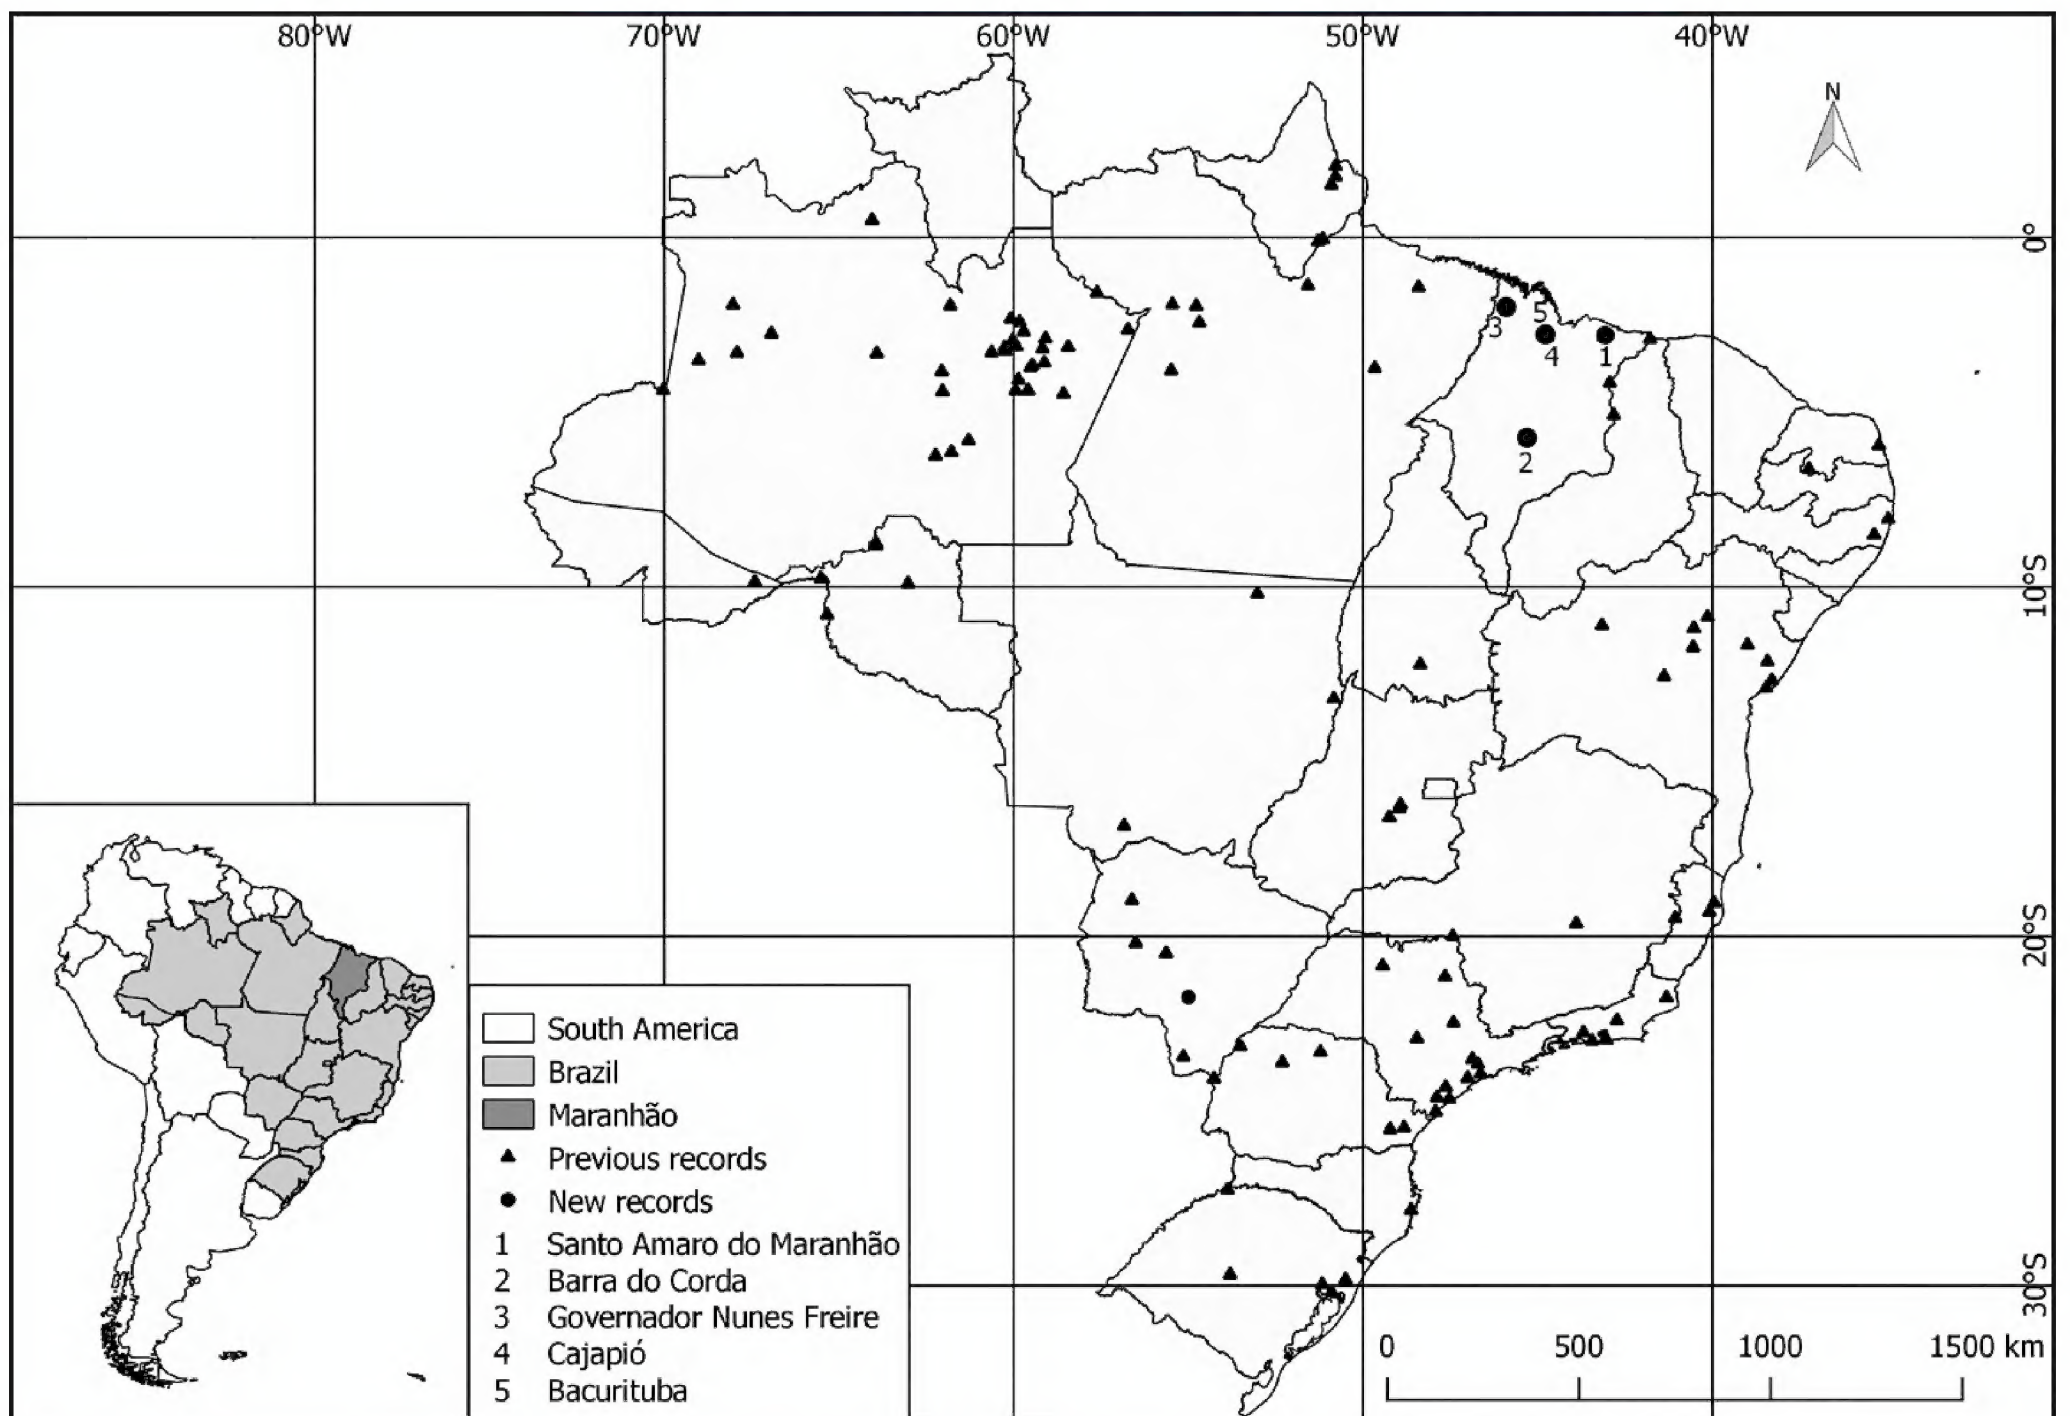 80°W 70°W 60°W 50°W 40°W
N
0°
5
3
4
1
2
10°S
20°S
South America
Brazil
Maranhão
Previous records
New records
1 Santo Amaro do Maranhão
2 Barra do Corda
3 Governador Nunes Freire
4 Cajapió
5 Bacurituba
30°S
0 500 1000 1500 km